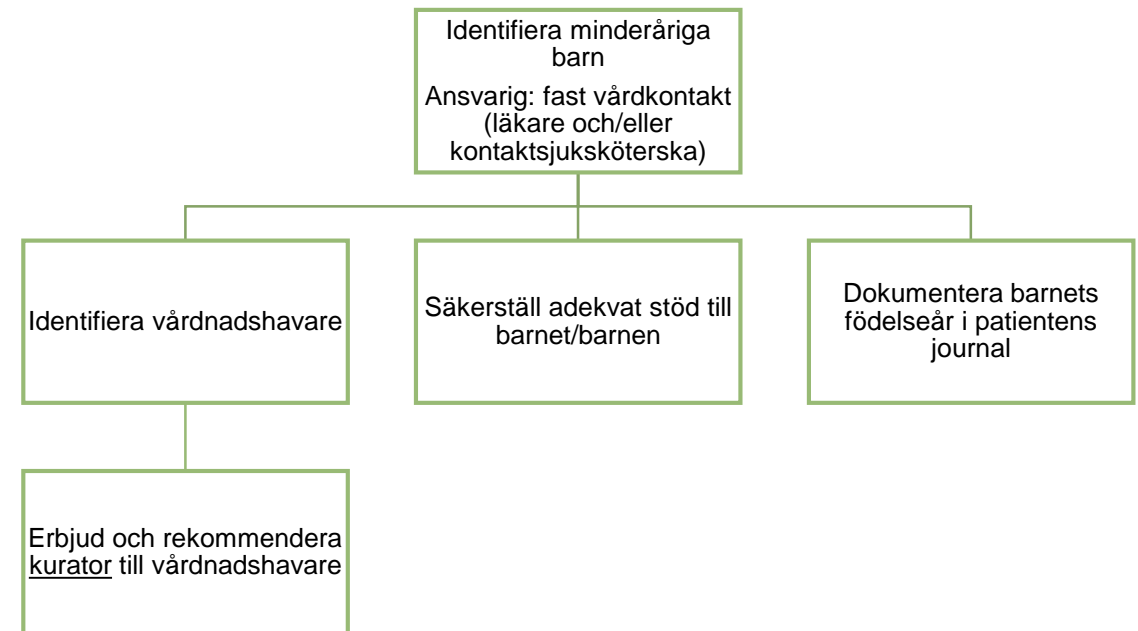 Identifiera minderåriga
barn
Ansvarig: fast vårdkontakt
(läkare och/eller
kontaktsjuksköterska)
Identifiera vårdnadshavare
Säkerställ adekvat stöd till
barnet/barnen
Dokumentera barnets
födelseår i patientens
journal
Erbjud och rekommendera
kurator till vårdnadshavare